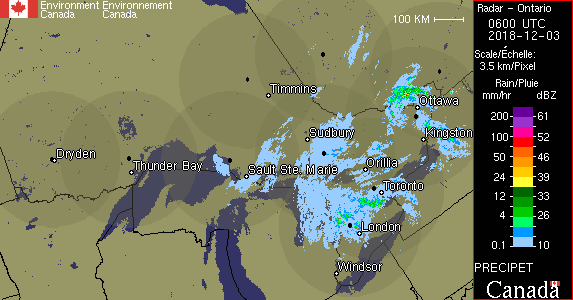 Environment Environnement
Canada Canada
100 KM
Radar - Ontario
0600 UTC
2018-12-03
Scale/Échelle:
3.5 km/Pixel
Rain/Pluie
mm/hr dBZ
200 61
100 52
50 46
24 39
12 33
4 26
0.1 10
PRECIPET
Canada
Timmins
Ottawa
Sudbury
Kingston
Dryden
Thunder Bay
Sault Ste. Marie
Orillia
Toronto
London
Windsor